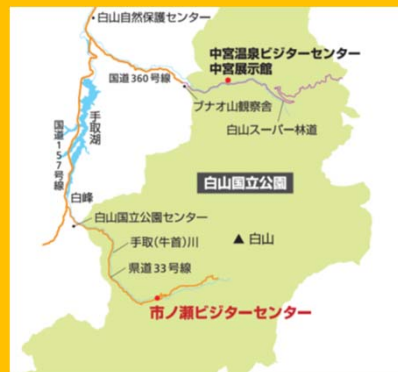 白山自然保護センター
中宮温泉ビジターセンター
中宮展示館
国道360号線
ブナオ山観察舎
白山スーパー林道
手取湖
国道157号線
白山国立公園
白峰
白山国立公園センター
白山
手取(牛首)川
県道33号線
市ノ瀬ビジターセンター